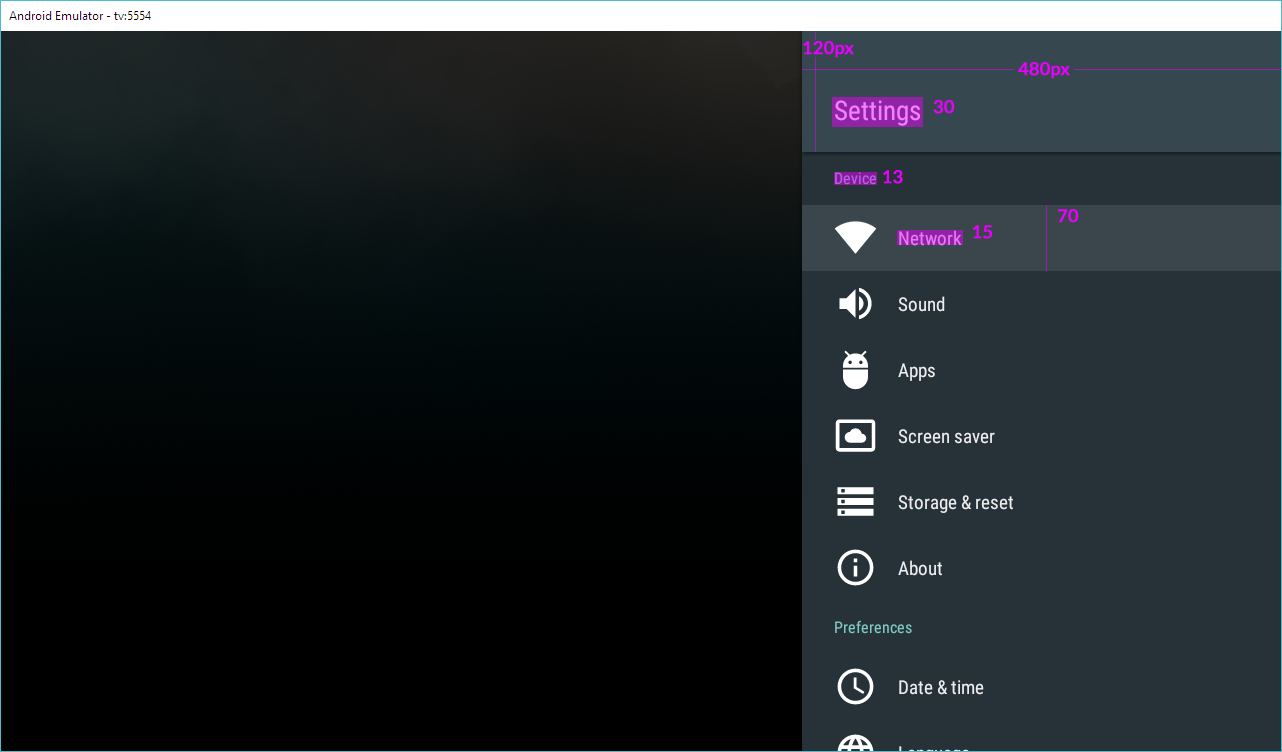 Android Emulator - tv:5554
120px
480px
Settings 30
Device 13
70
Network 15
Sound
Apps
Screen saver
Storage & reset
About
Preferences
Date & time
Language